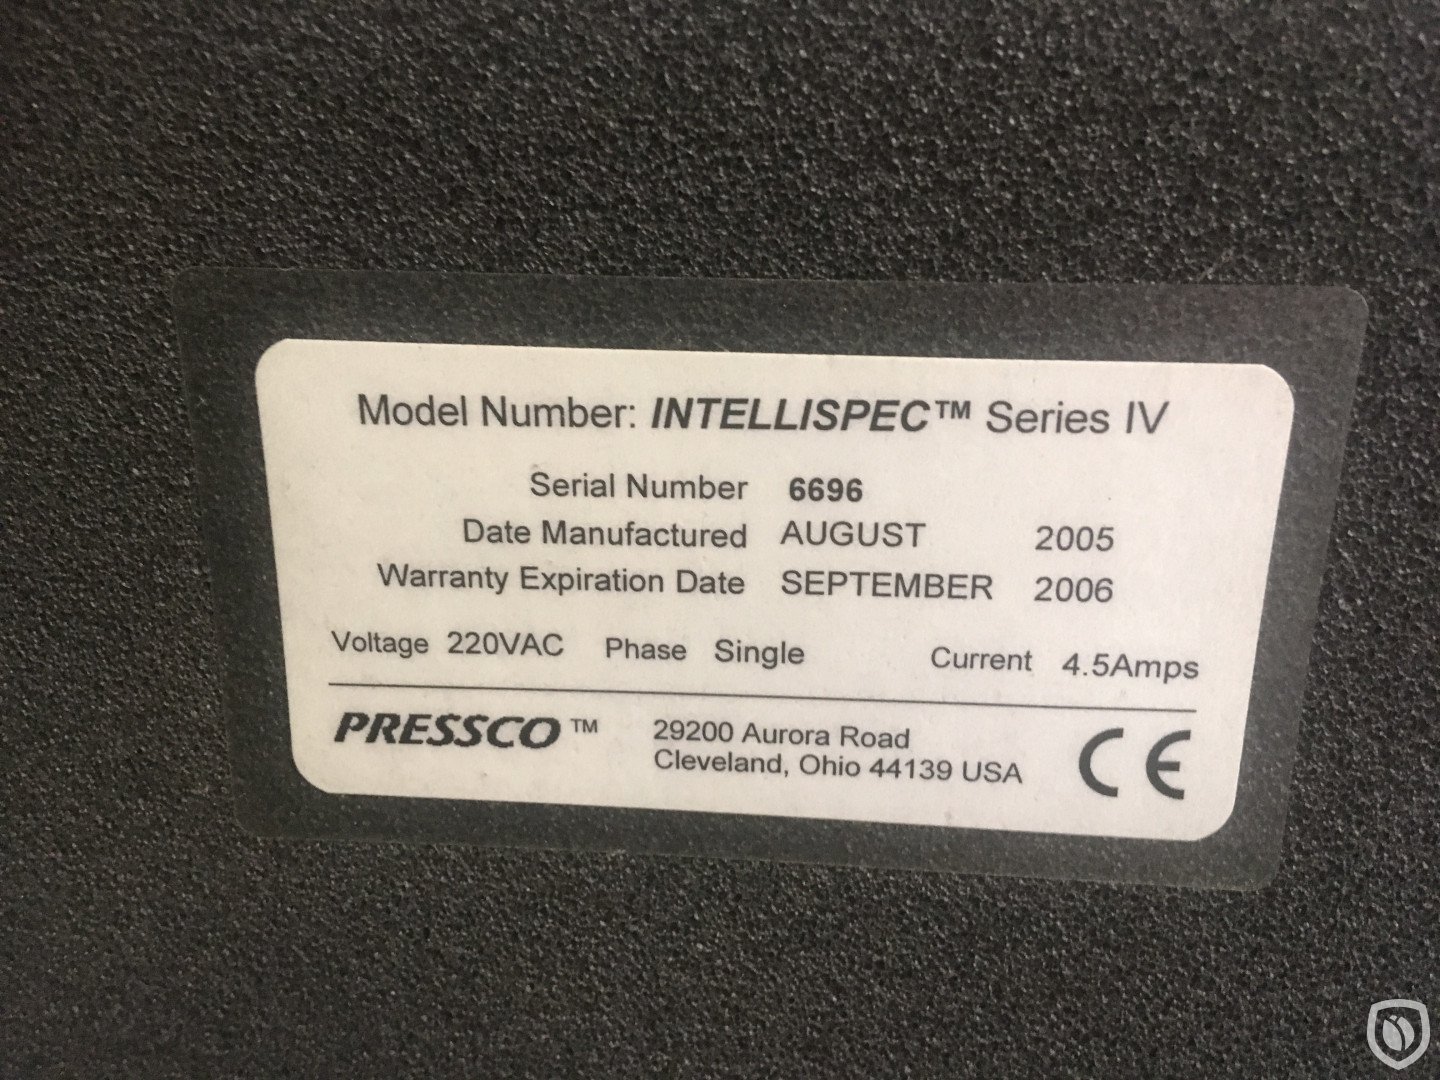 Model Number: INTELLISPEC™ Series IV
Serial Number 6696
Date Manufactured AUGUST 2005
Warranty Expiration Date SEPTEMBER 2006
Voltage 220VAC Phase Single Current 4.5Amps
PRESSCO™ 29200 Aurora Road
Cleveland, Ohio 44139 USA
CE